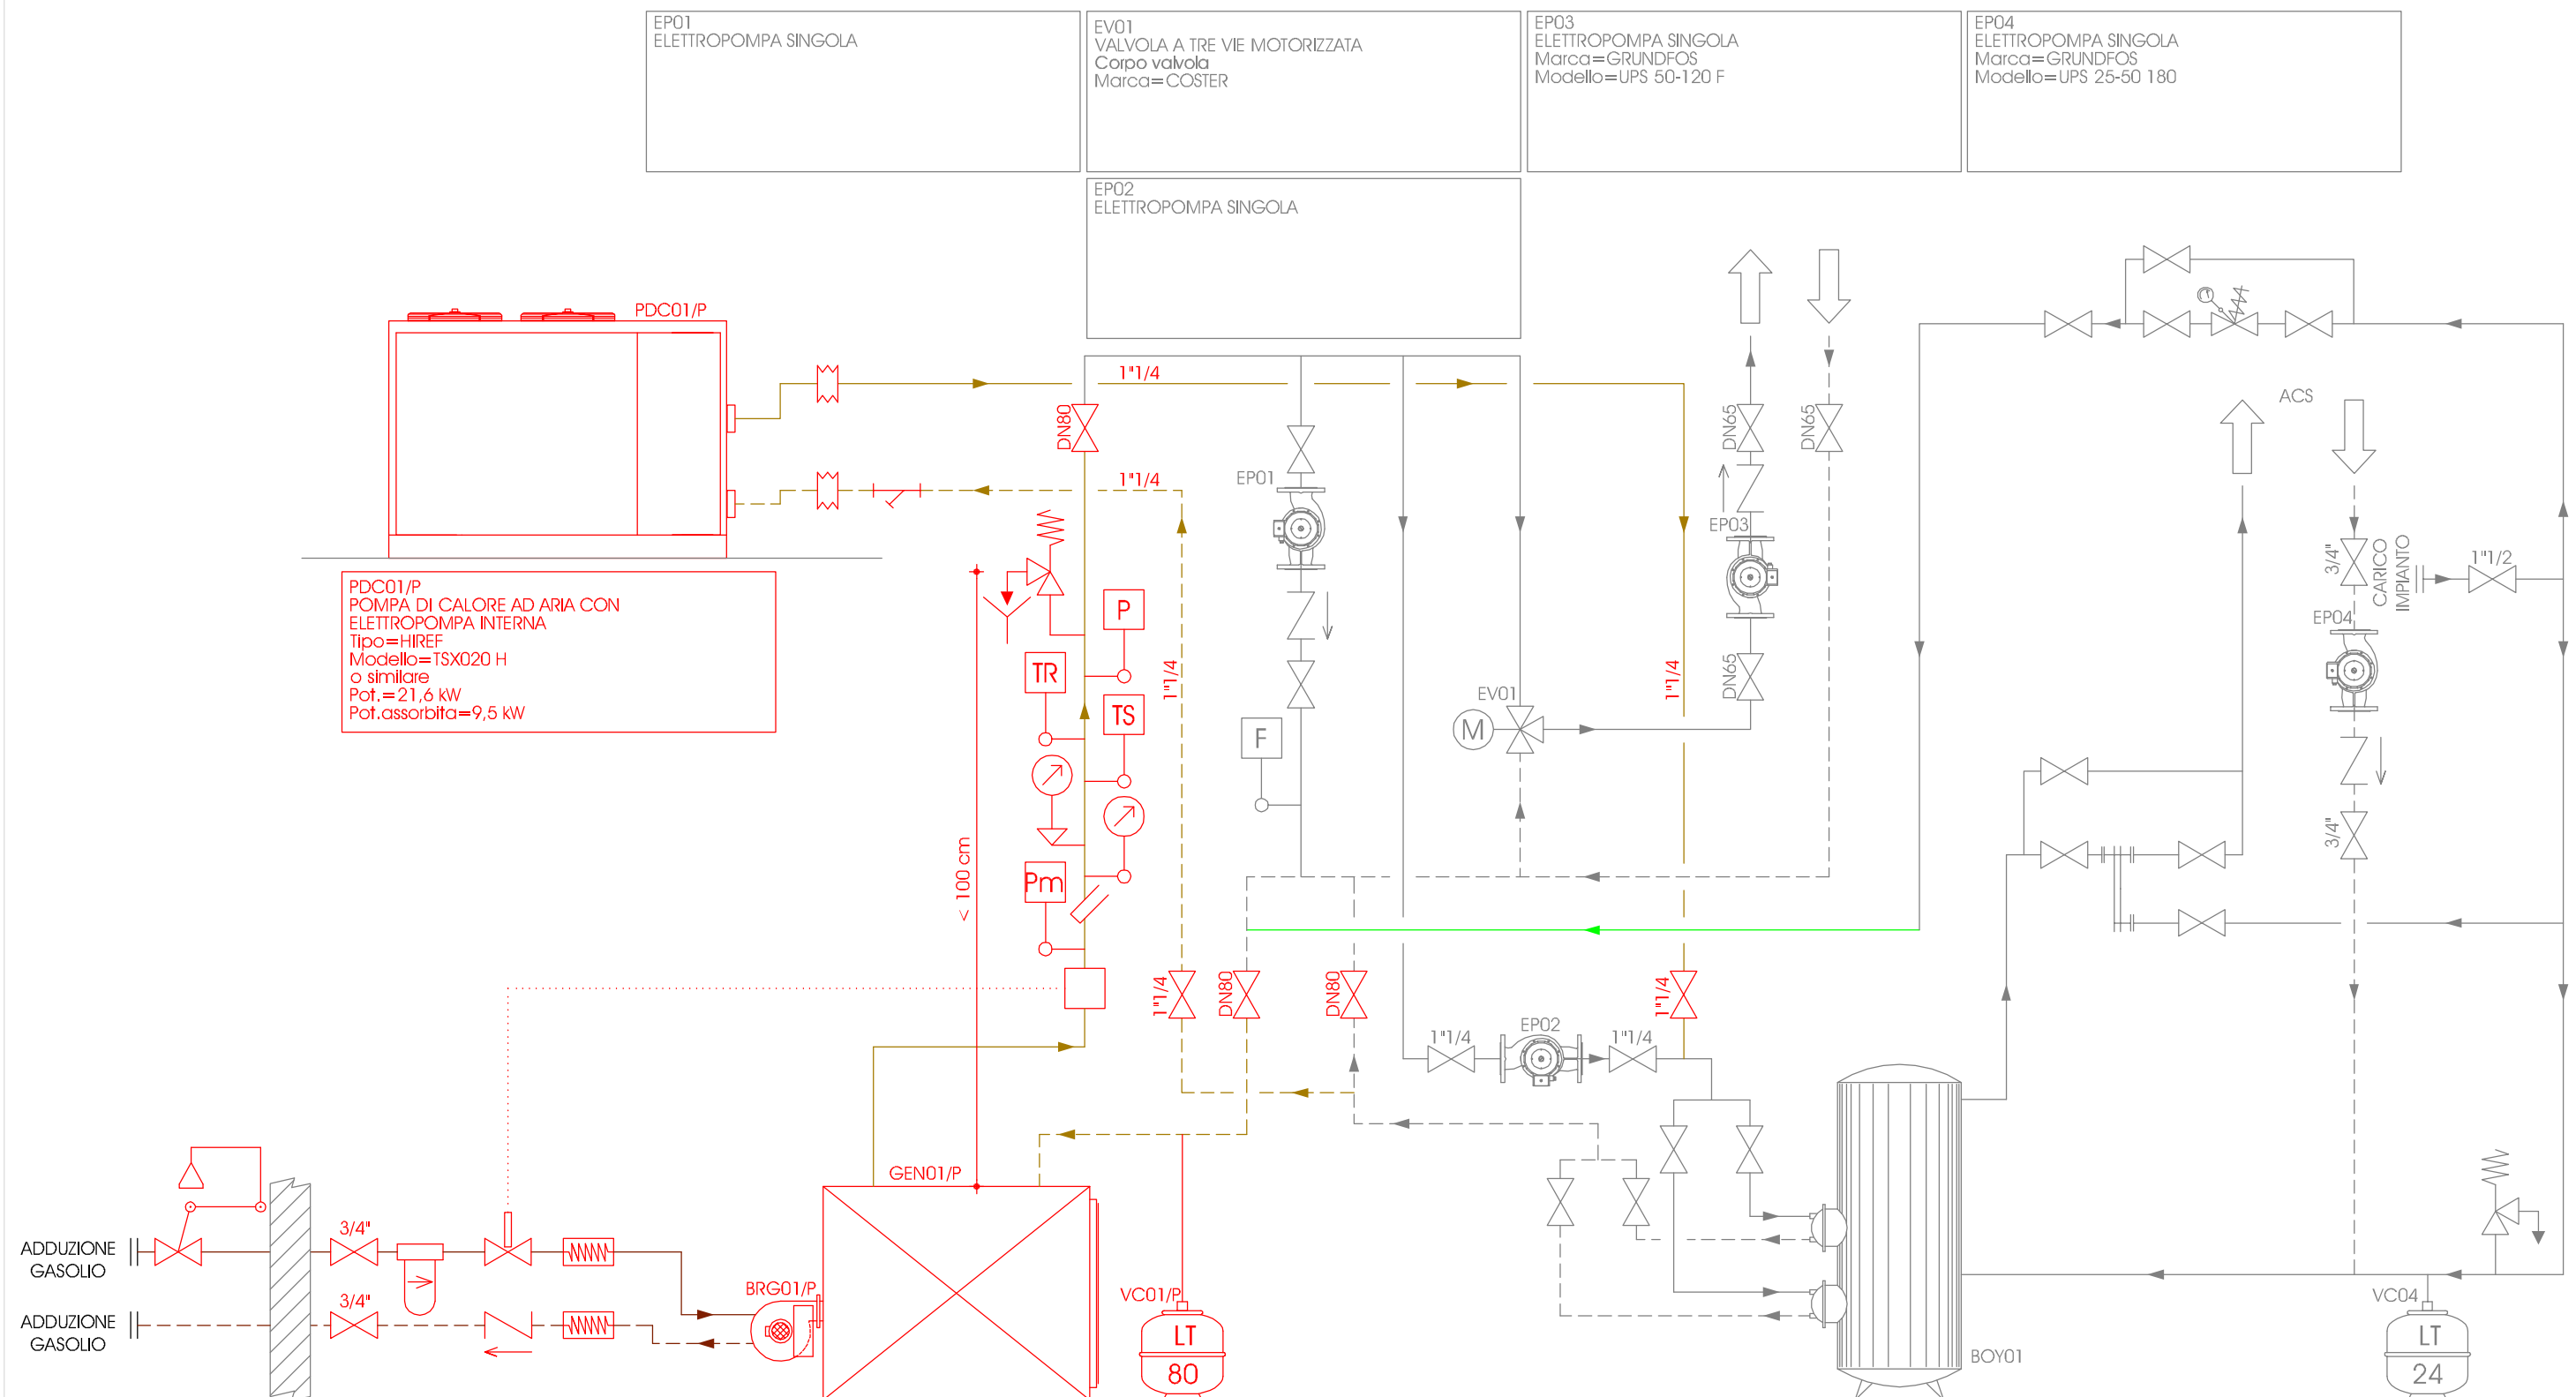 EP01
ELETTROPOMPA SINGOLA
EV01
VALVOLA A TRE VIE MOTORIZZATA
Corpo valvola
Marca=COSTER
EP03
ELETTROPOMPA SINGOLA
Marca=GRUNDFOS
Modello=UPS 50-120 F
EP04
ELETTROPOMPA SINGOLA
Marca=GRUNDFOS
Modello=UPS 25-50 180
EP02
ELETTROPOMPA SINGOLA
PDC01/P
1"1/4
DN80
DN65
DN65
ACS
1"1/4
EP01
EP03
3/4"
CARICO
IMPIANTO
1"1/2
PDC01/P
POMPA DI CALORE AD ARIA CON
ELETTROPOMPA INTERNA
Tipo=HIREF
Modello=TSX020 H
o similare
Pot.=21,6 kW
Pot.assorbita=9,5 kW
P
EP04
TR
1"1/4
1"1/4
DN65
TS
EV01
M
F
3/4"
< 100 cm
Pm
1"1/4
DN80
DN80
1"1/4
1"1/4
EP02
1"1/4
GEN01/P
3/4"
ADDUZIONE
GASOLIO
BRG01/P
VC01/P
VC04
3/4"
ADDUZIONE
GASOLIO
LT
80
BOY01
LT
24